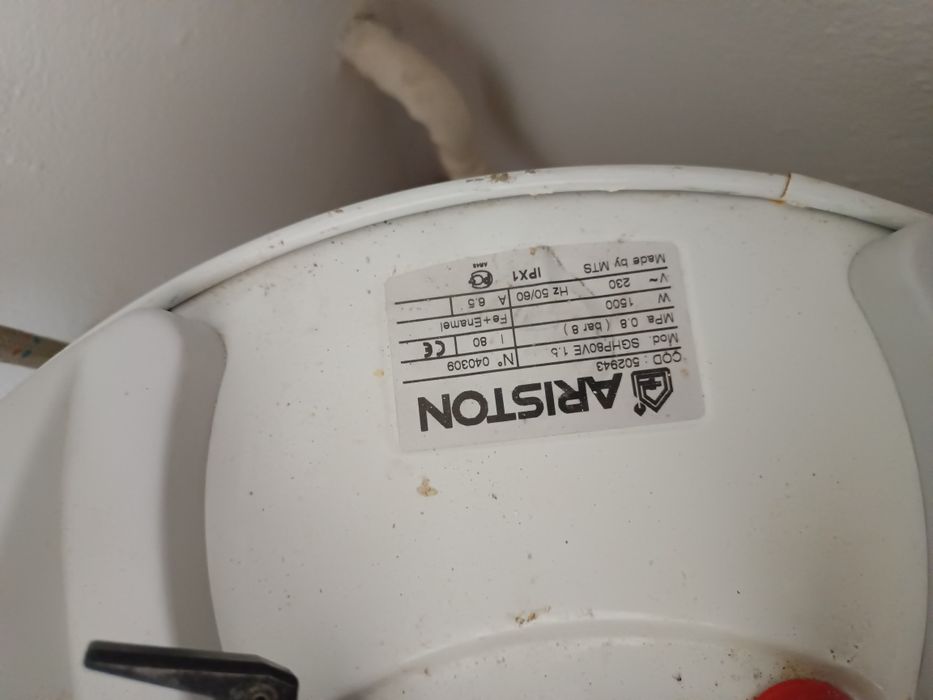 ARISTON
COD : 502943
Mod. SGHP80VE 1.5 N° 040309
MPa 0.8 ( bar 8 ) l 80 CE
W 1500 Fe+Enamel
V~ 230 Hz 50/60 A 6.5
Made by MTS IPX1